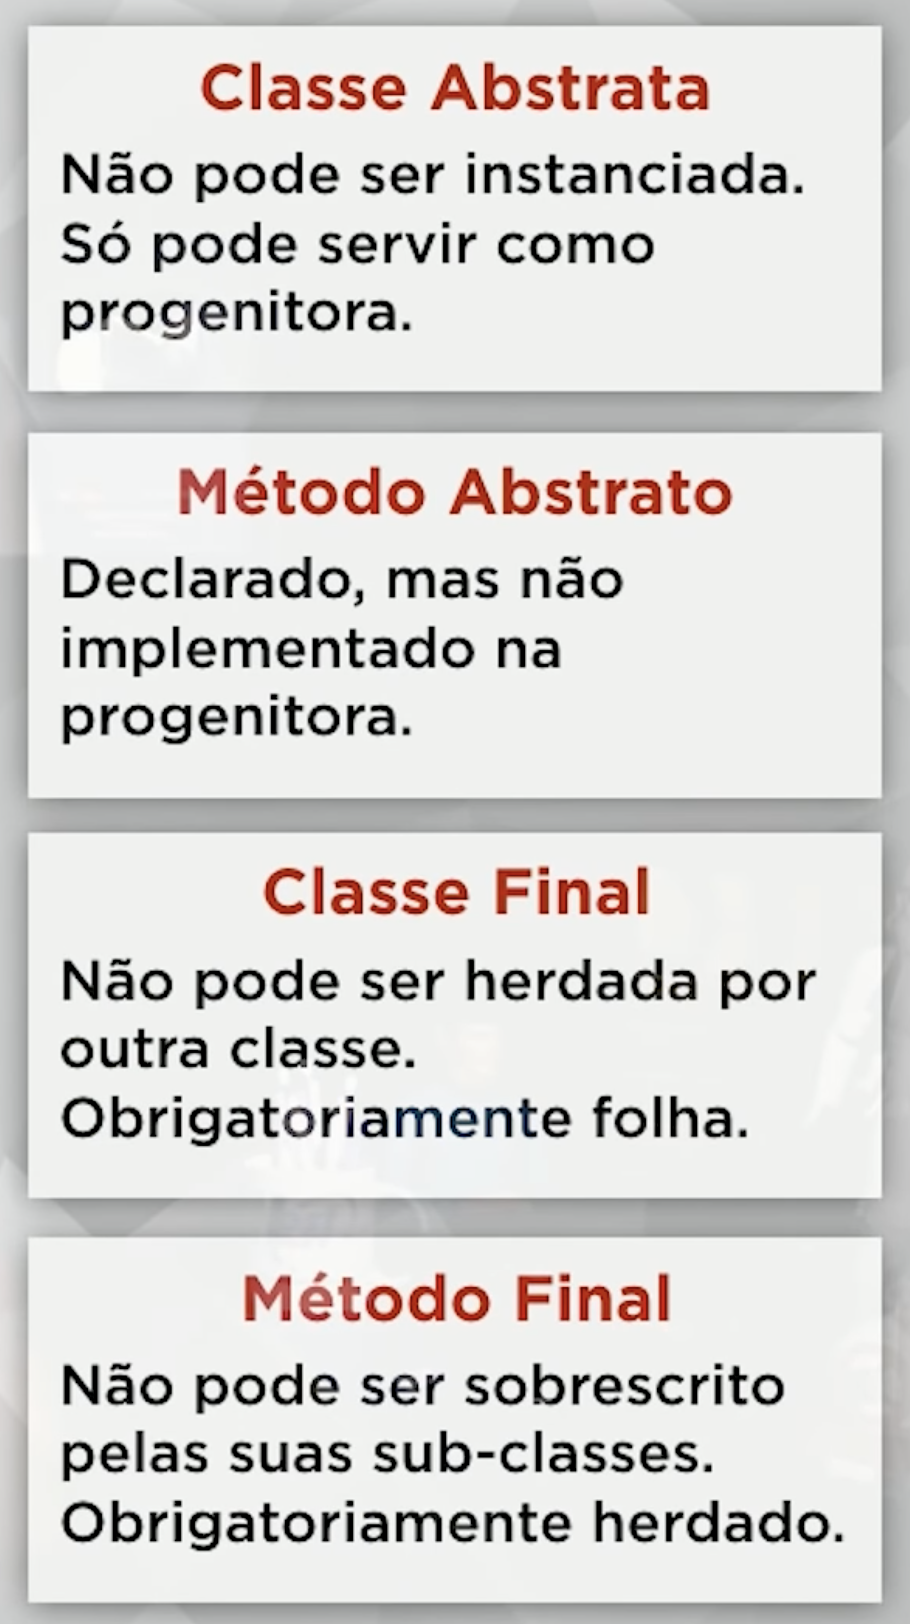 Classe Abstrata
Não pode ser instanciada.
Só pode servir como
progenitora.
Método Abstrato
Declarado, mas não
implementado na
progenitora.
Classe Final
Não pode ser herdada por
outra classe.
Obrigatoriamente folha.
Método Final
Não pode ser sobrescrito
pelas suas sub-classes.
Obrigatoriamente herdado.